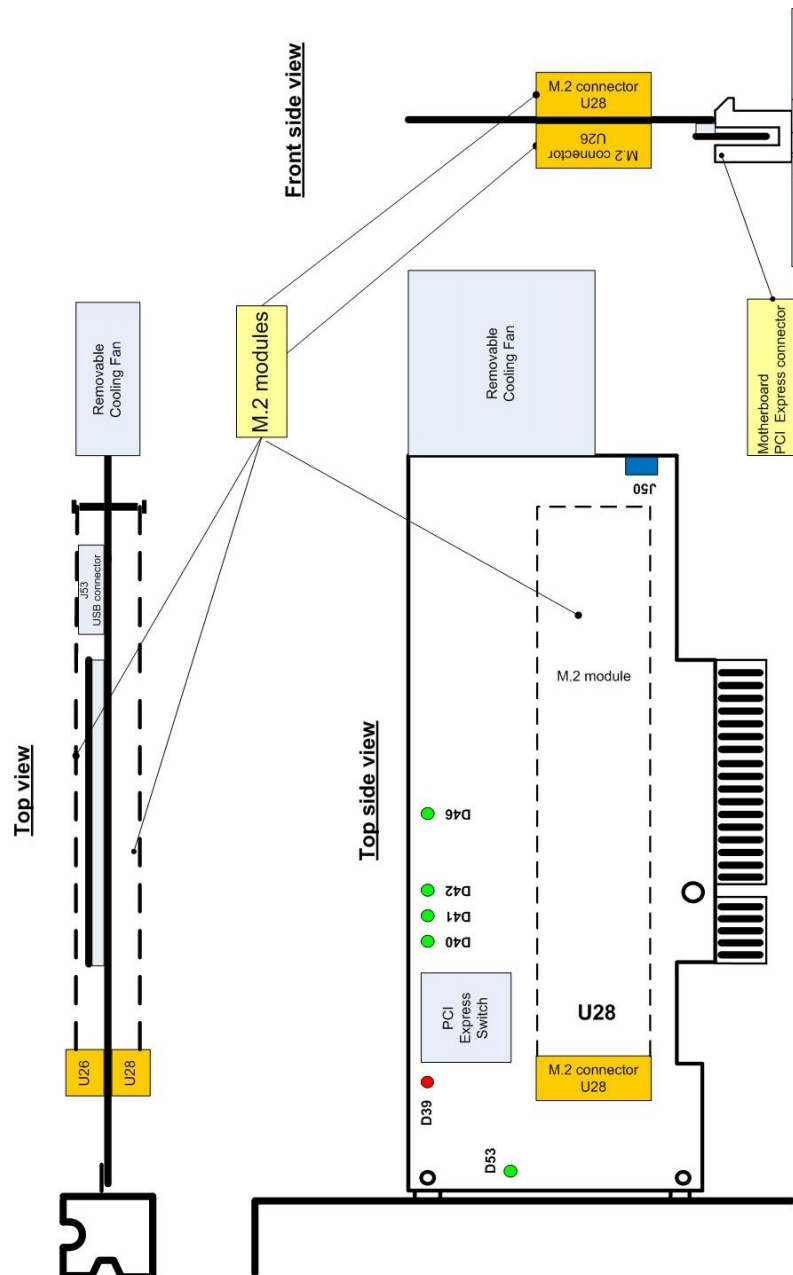 Front side view
M.2 connector
U28
M.2 connector
U26
Removable
Cooling Fan
M.2 modules
Removable
Cooling Fan
Motherboard
PCI Express connector
J53
USB connector
J50
M.2 module
Top view
Top side view
D46
D42
D41
D40
PCI
Express
Switch
U28
U26
U28
M.2 connector
U28
D39
D53